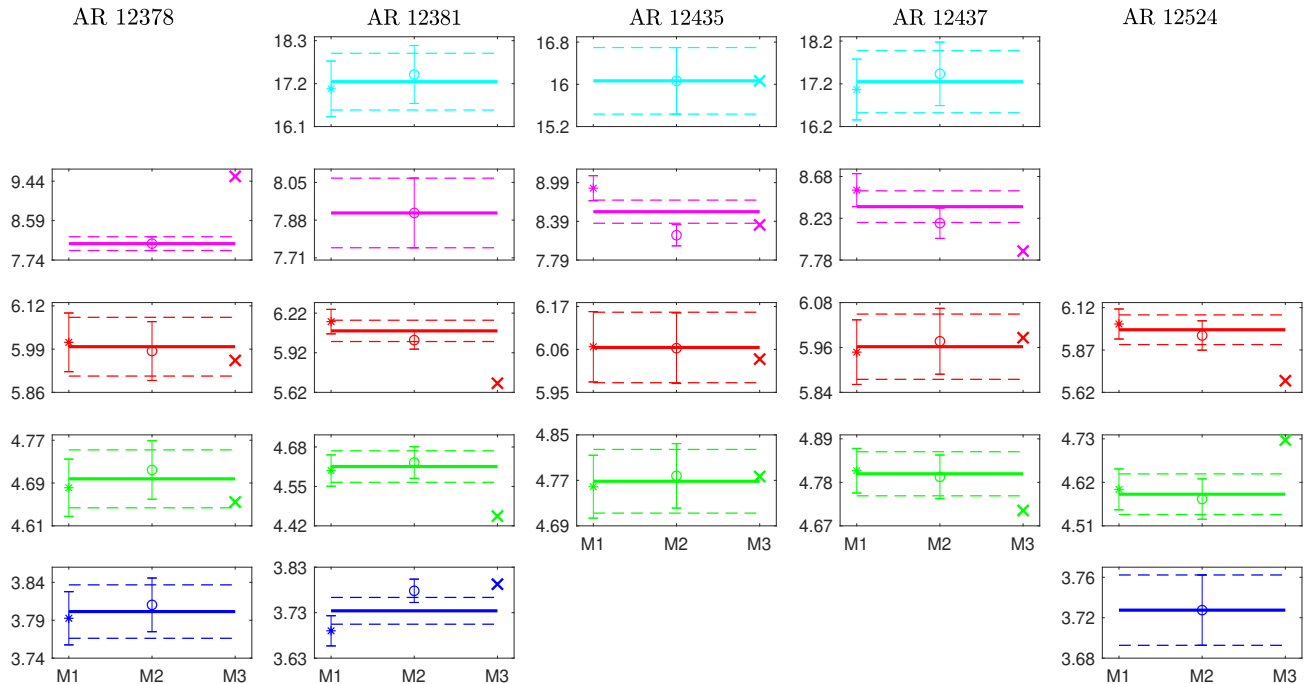 AR 12378 AR 12381 AR 12435 AR 12437 AR 12524
18.3 16.8 18.2
17.2 16 17.2
16.1 15.2 16.2
9.44 8.05 8.99 8.68
8.59 7.88 8.39 8.23
7.74 7.71 7.79 7.78
6.12 6.22 6.17 6.08 6.12
5.99 5.92 6.06 5.96 5.87
5.86 5.62 5.95 5.84 5.62
4.77 4.68 4.85 4.89 4.73
4.69 4.55 4.77 4.78 4.62
4.61 4.42 4.69 4.67 4.51
M1 M2 M3 M1 M2 M3
3.84 3.83 3.76
3.79 3.73 3.72
3.74 3.63 3.68
M1 M2 M3 M1 M2 M3 M1 M2 M3